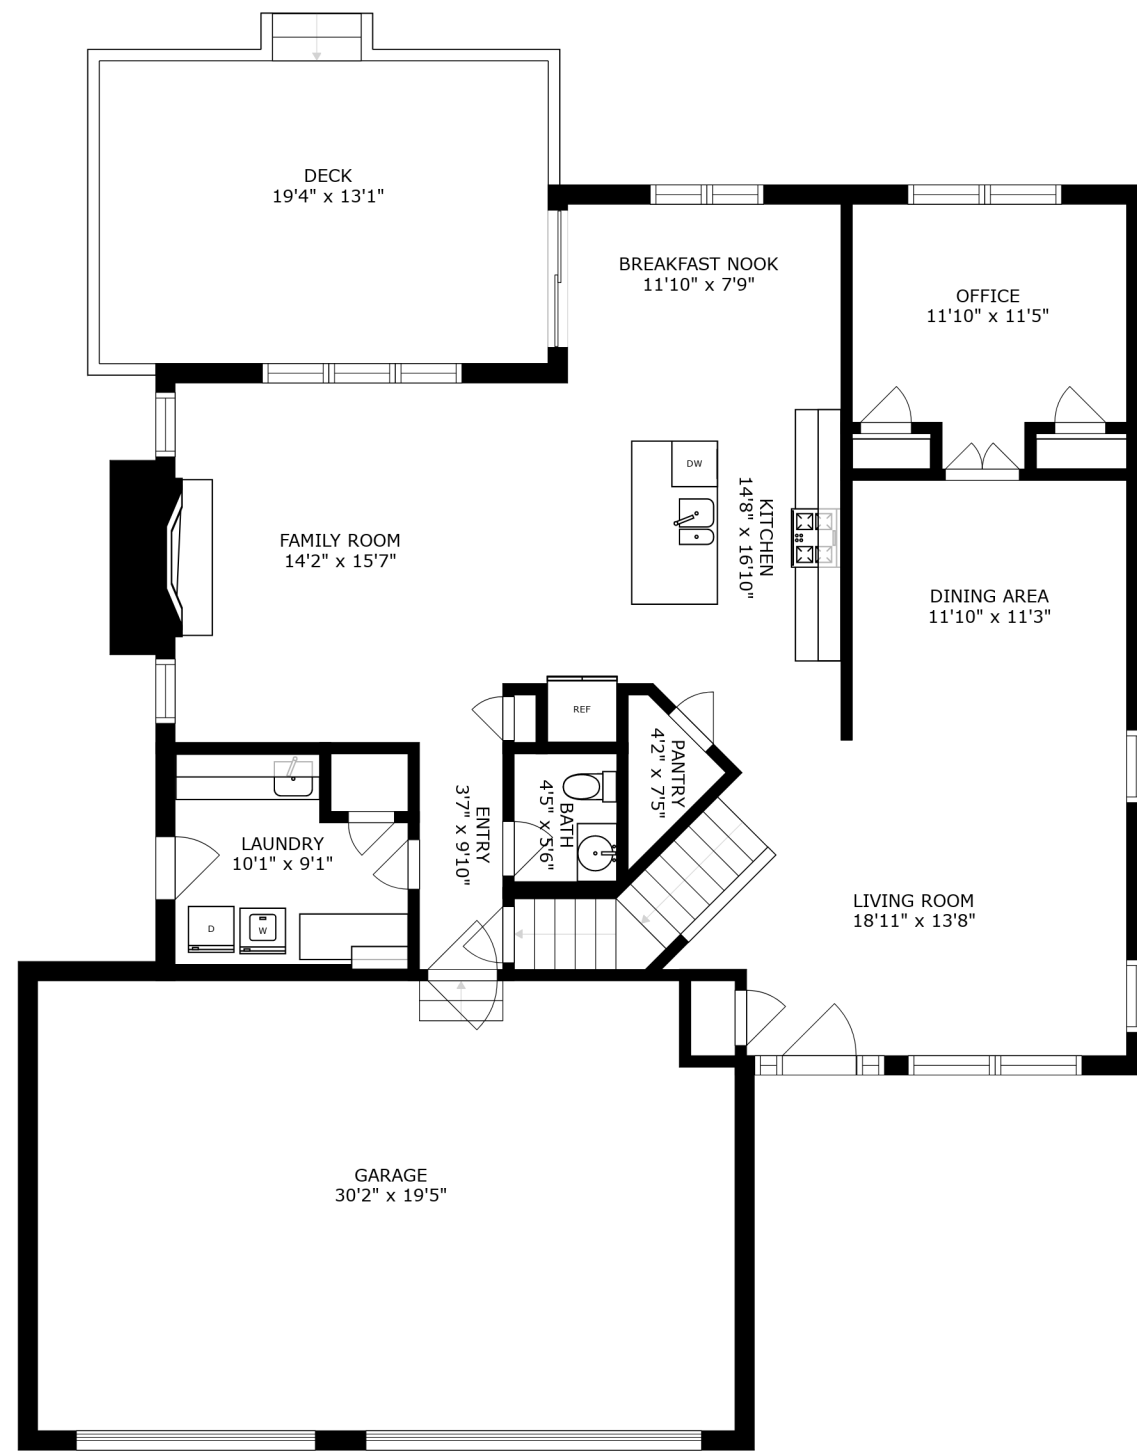 DECK
19'4" x 13'1"
BREAKFAST NOOK
11'10" x 7'9"
OFFICE
11'10" x 11'5"
DW
KITCHEN
14'8" x 16'10"
FAMILY ROOM
14'2" x 15'7"
DINING AREA
11'10" x 11'3"
REF
PANTRY
4'2" x 7'5"
BATH
4'5" x 5'6"
ENTRY
3'7" x 9'10"
LAUNDRY
10'1" x 9'1"
D
W
LIVING ROOM
18'11" x 13'8"
GARAGE
30'2" x 19'5"